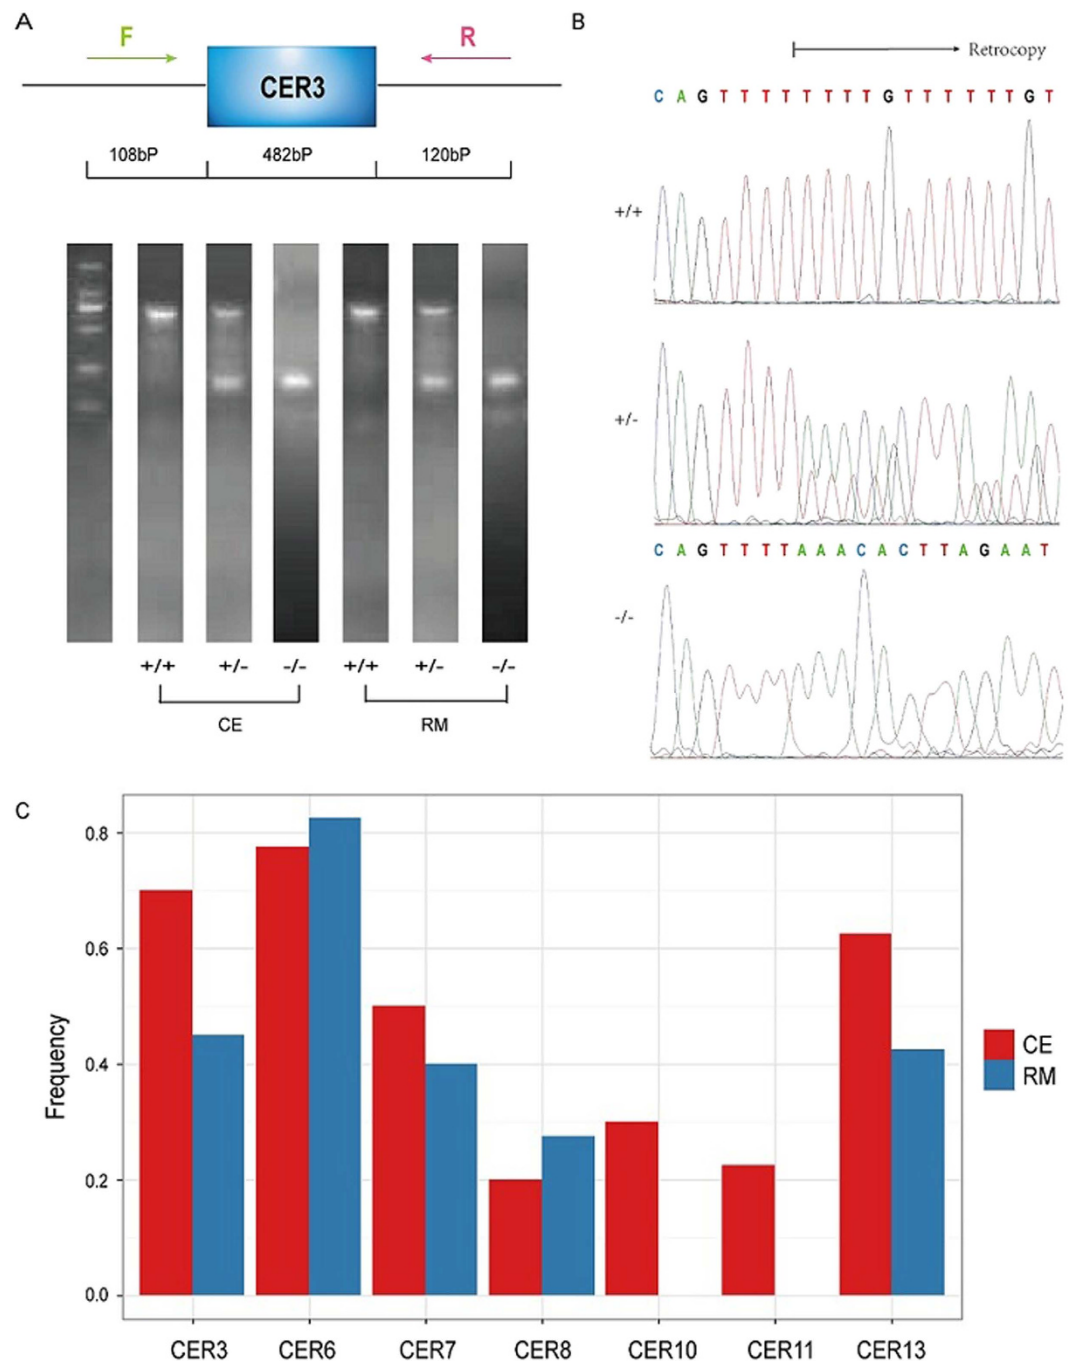 A
F
R
CER3
108bP 482bP 120bP
+/+ +/- -/- +/+ +/- -/-
CE RM
B
Retrocopy
C A G T T T T T T T T G T T T T T T G T
+/+
+/-
C A G T T T T A A A C A C T T A G A A T
-/-
C
0.8
0.6
0.4
0.2
0.0
Frequency
CER3 CER6 CER7 CER8 CER10 CER11 CER13
CE
RM